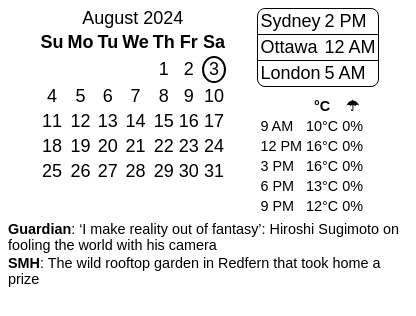 August 2024
Su Mo Tu We Th Fr Sa
1 2 3
4 5 6 7 8 9 10
11 12 13 14 15 16 17
18 19 20 21 22 23 24
25 26 27 28 29 30 31
Sydney 2 PM
Ottawa 12 AM
London 5 AM
°C ☂
9 AM 10°C 0%
12 PM 16°C 0%
3 PM 16°C 0%
6 PM 13°C 0%
9 PM 12°C 0%
Guardian: ‘I make reality out of fantasy’: Hiroshi Sugimoto on
fooling the world with his camera
SMH: The wild rooftop garden in Redfern that took home a
prize